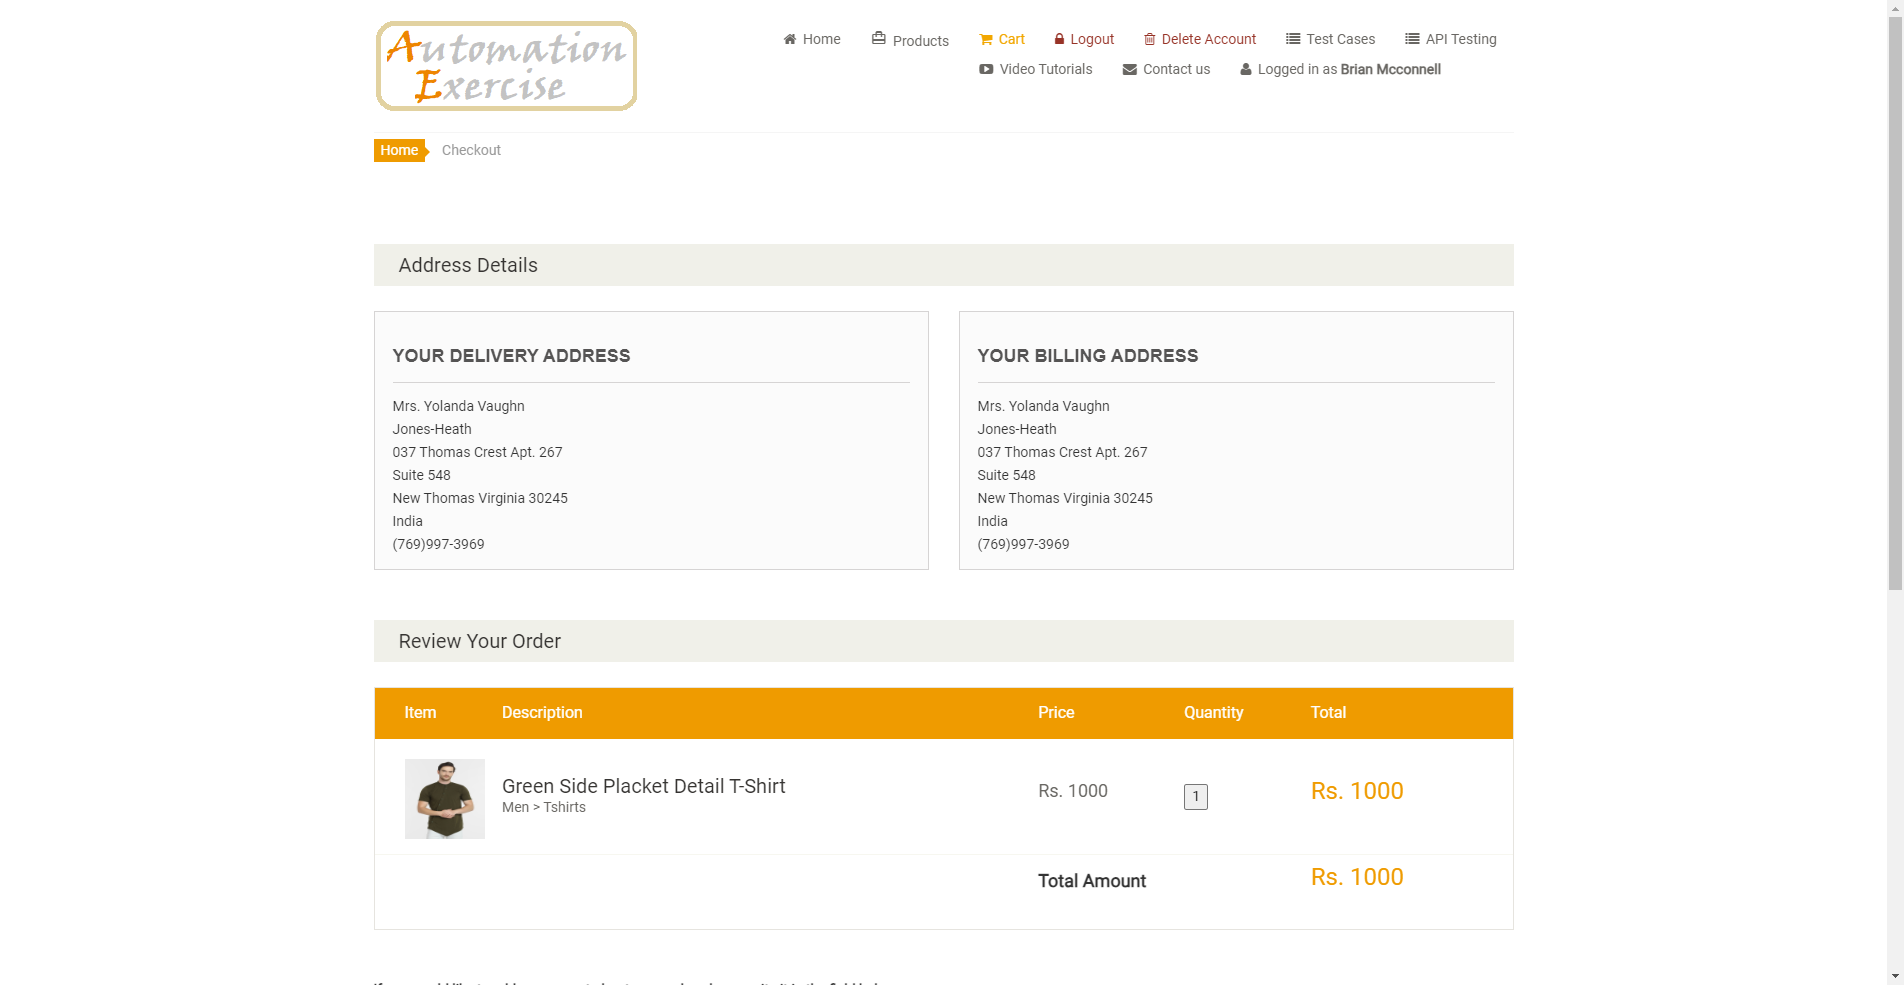 Automation
Exercise
Home
Products
Cart
Logout
Delete Account
Test Cases
API Testing
Video Tutorials
Contact us
Logged in as Brian Mcconnell
Home
Checkout
Address Details
YOUR DELIVERY ADDRESS
Mrs. Yolanda Vaughn
Jones-Heath
037 Thomas Crest Apt. 267
Suite 548
New Thomas Virginia 30245
India
(769)997-3969
YOUR BILLING ADDRESS
Mrs. Yolanda Vaughn
Jones-Heath
037 Thomas Crest Apt. 267
Suite 548
New Thomas Virginia 30245
India
(769)997-3969
Review Your Order
Item Description Price Quantity Total
Green Side Placket Detail T-Shirt
Men > Tshirts
Rs. 1000
1
Rs. 1000
Total Amount
Rs. 1000